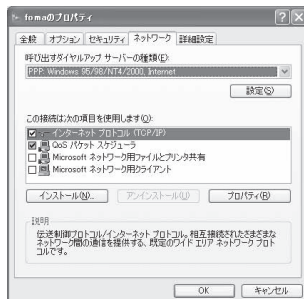 fomaのプロパティ
全般 オプション セキュリティ ネットワーク 詳細設定
呼び出すダイヤルアップ サーバーの種類(E):
PPP: Windows 95/98/NT4/2000, Internet
設定(S)
この接続は次の項目を使用します(O):
インターネット プロトコル (TCP/IP)
QoS パケット スケジューラ
Microsoft ネットワーク用ファイルとプリンタ共有
Microsoft ネットワーク用クライアント
インストール(N)... アンインストール(U) プロパティ(R)
説明
伝送制御プロトコル/インターネット プロトコル。相互接続されたさまざまな
ネットワーク間の通信を提供する、既定のワイド エリア ネットワーク プロト
コルです。
OK キャンセル